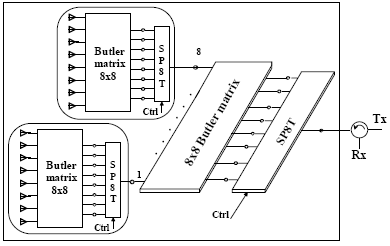 Butler
matrix
8x8
S
P
8
T
Ctrl
8
8x8 Butler matrix
SP8T
Tx
Rx
Butler
matrix
8x8
S
P
8
T
Ctrl
1
Ctrl